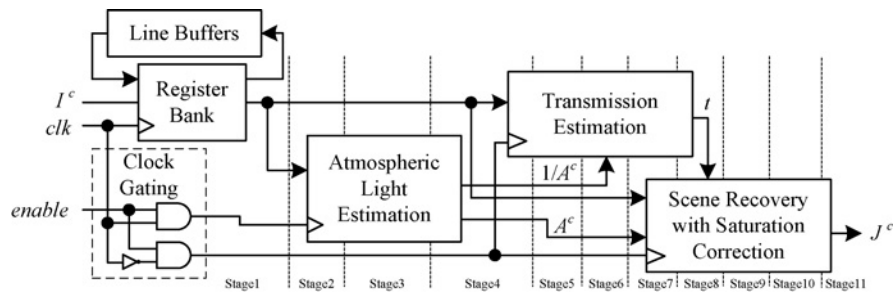 Line Buffers
I^c
Register
Bank
clk
Clock
Gating
enable
Atmospheric
Light
Estimation
1/A^c
A^c
Transmission
Estimation
t
Scene Recovery
with Saturation
Correction
J^c
Stage1
Stage2
Stage3
Stage4
Stage5
Stage6
Stage7
Stage8
Stage9
Stage10
Stage11